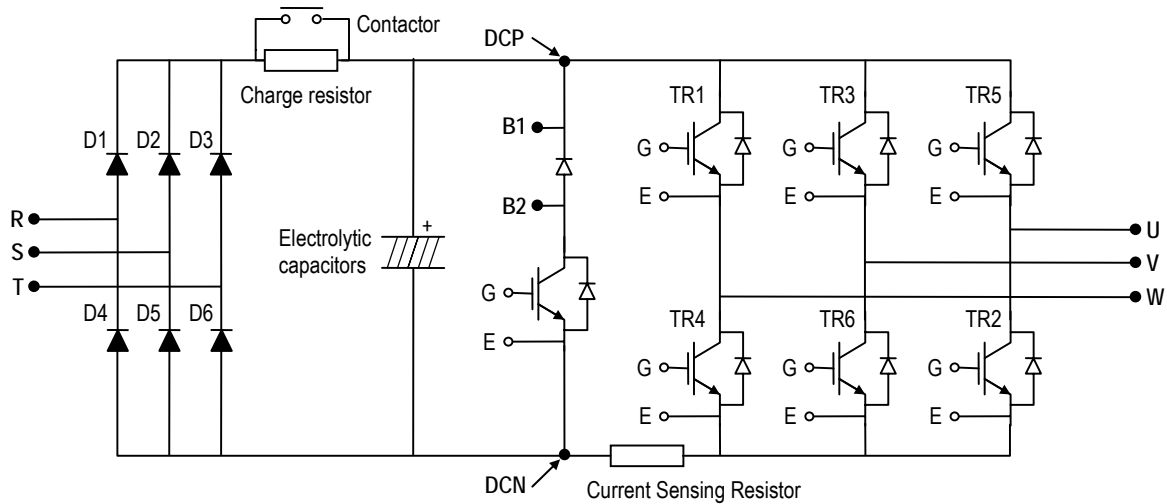 Contactor
DCP
Charge resistor
TR1
TR3
TR5
B1
D1
D2
D3
G
G
G
E
E
E
B2
R
S
T
Electrolytic
capacitors
+
U
V
W
G
E
D4
D5
D6
TR4
TR6
TR2
G
G
G
E
E
E
DCN
Current Sensing Resistor